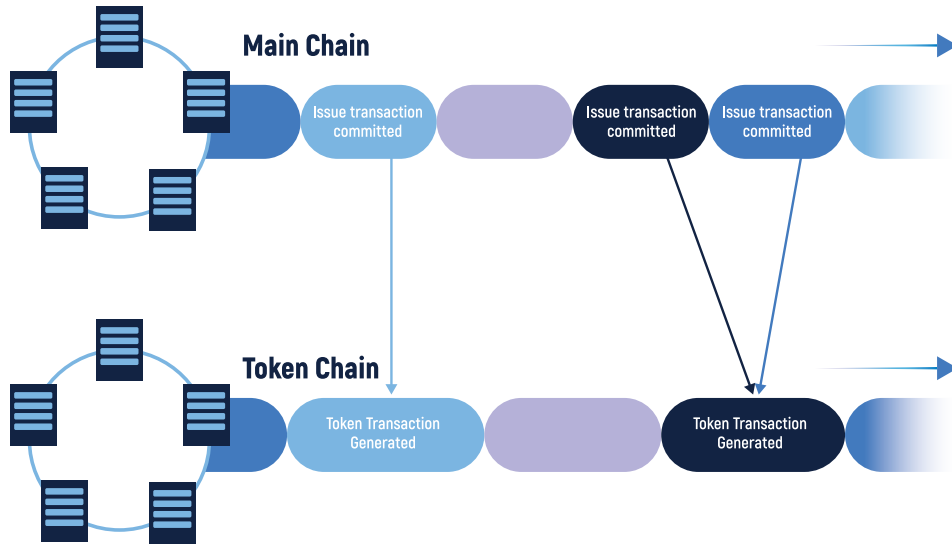 Main Chain
Issue transaction
committed
Issue transaction
committed
Issue transaction
committed
Token Chain
Token Transaction
Generated
Token Transaction
Generated